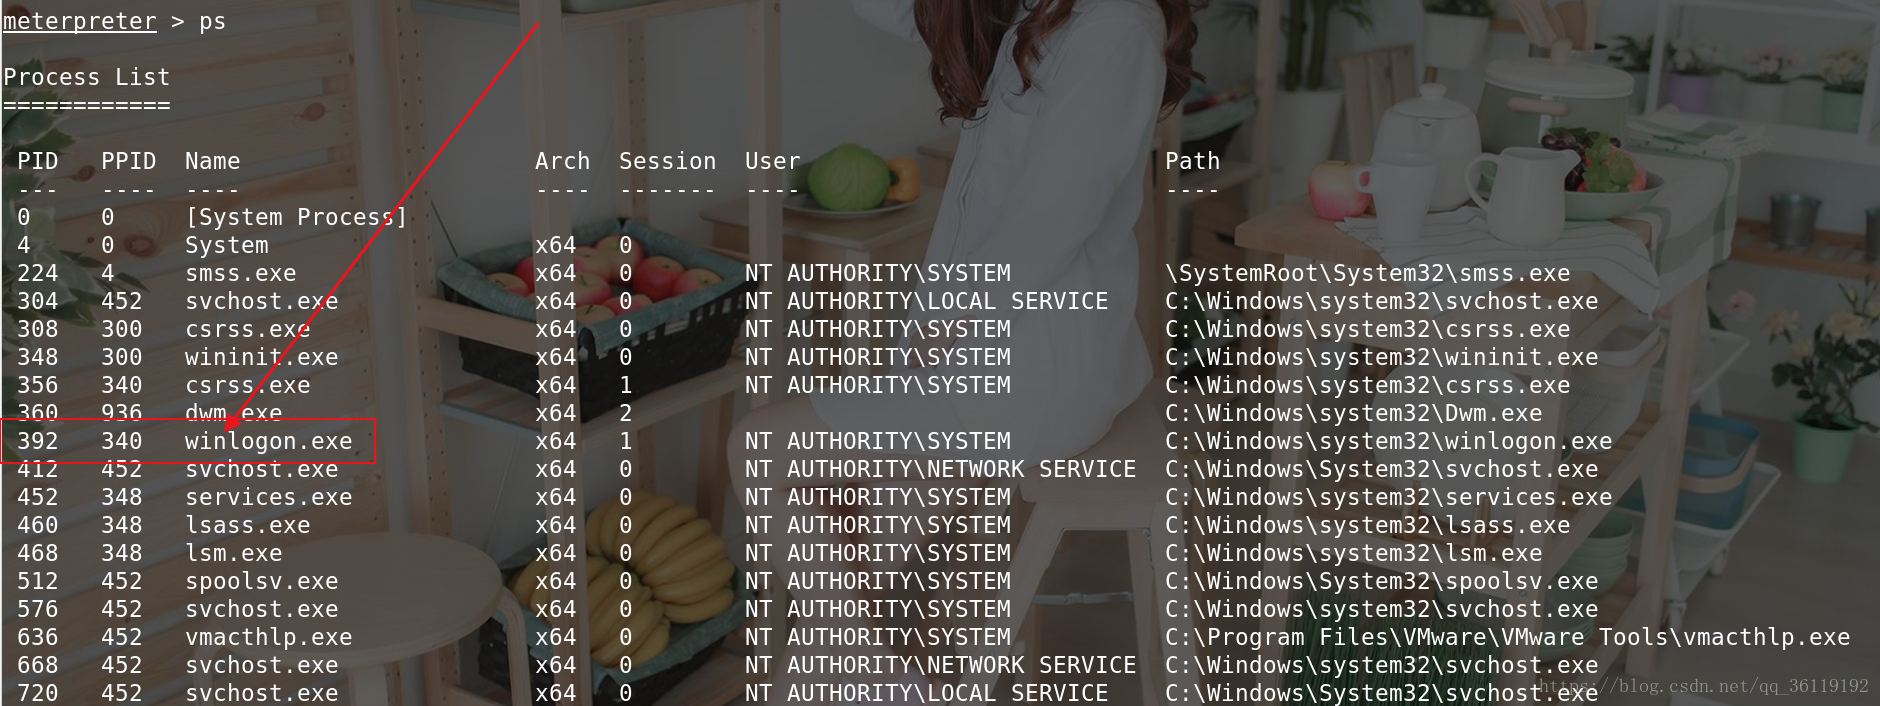 meterpreter > ps
Process List
============
PID PPID Name Arch Session User Path
--- ---- ---- ---- ------- ---- ----
0 0 [System Process]
4 0 System x64 0
224 4 smss.exe x64 0 NT AUTHORITY\SYSTEM \SystemRoot\System32\smss.exe
304 452 svchost.exe x64 0 NT AUTHORITY\LOCAL SERVICE C:\Windows\system32\svchost.exe
308 300 csrss.exe x64 0 NT AUTHORITY\SYSTEM C:\Windows\system32\csrss.exe
348 300 wininit.exe x64 0 NT AUTHORITY\SYSTEM C:\Windows\system32\wininit.exe
356 340 csrss.exe x64 1 NT AUTHORITY\SYSTEM C:\Windows\system32\csrss.exe
360 936 dwm.exe x64 2 C:\Windows\system32\Dwm.exe
392 340 winlogon.exe x64 1 NT AUTHORITY\SYSTEM C:\Windows\system32\winlogon.exe
412 452 svchost.exe x64 0 NT AUTHORITY\NETWORK SERVICE C:\Windows\System32\svchost.exe
452 348 services.exe x64 0 NT AUTHORITY\SYSTEM C:\Windows\system32\services.exe
460 348 lsass.exe x64 0 NT AUTHORITY\SYSTEM C:\Windows\system32\lsass.exe
468 348 lsm.exe x64 0 NT AUTHORITY\SYSTEM C:\Windows\system32\lsm.exe
512 452 spoolsv.exe x64 0 NT AUTHORITY\SYSTEM C:\Windows\System32\spoolsv.exe
576 452 svchost.exe x64 0 NT AUTHORITY\SYSTEM C:\Windows\system32\svchost.exe
636 452 vmacthlp.exe x64 0 NT AUTHORITY\SYSTEM C:\Program Files\VMware\VMware Tools\vmacthlp.exe
668 452 svchost.exe x64 0 NT AUTHORITY\NETWORK SERVICE C:\Windows\system32\svchost.exe
720 452 svchost.exe x64 0 NT AUTHORITY\LOCAL SERVICE C:\Windows\System32\svchost.exe
https://blog.csdn.net/qq_36119192